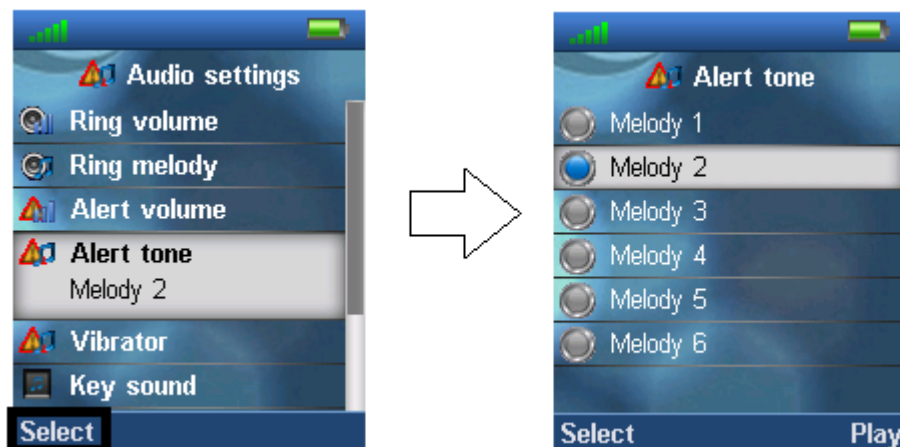 Audio settings
Ring volume
Ring melody
Alert volume
Alert tone
Melody 2
Vibrator
Key sound
Select
Alert tone
Melody 1
Melody 2
Melody 3
Melody 4
Melody 5
Melody 6
Select Play